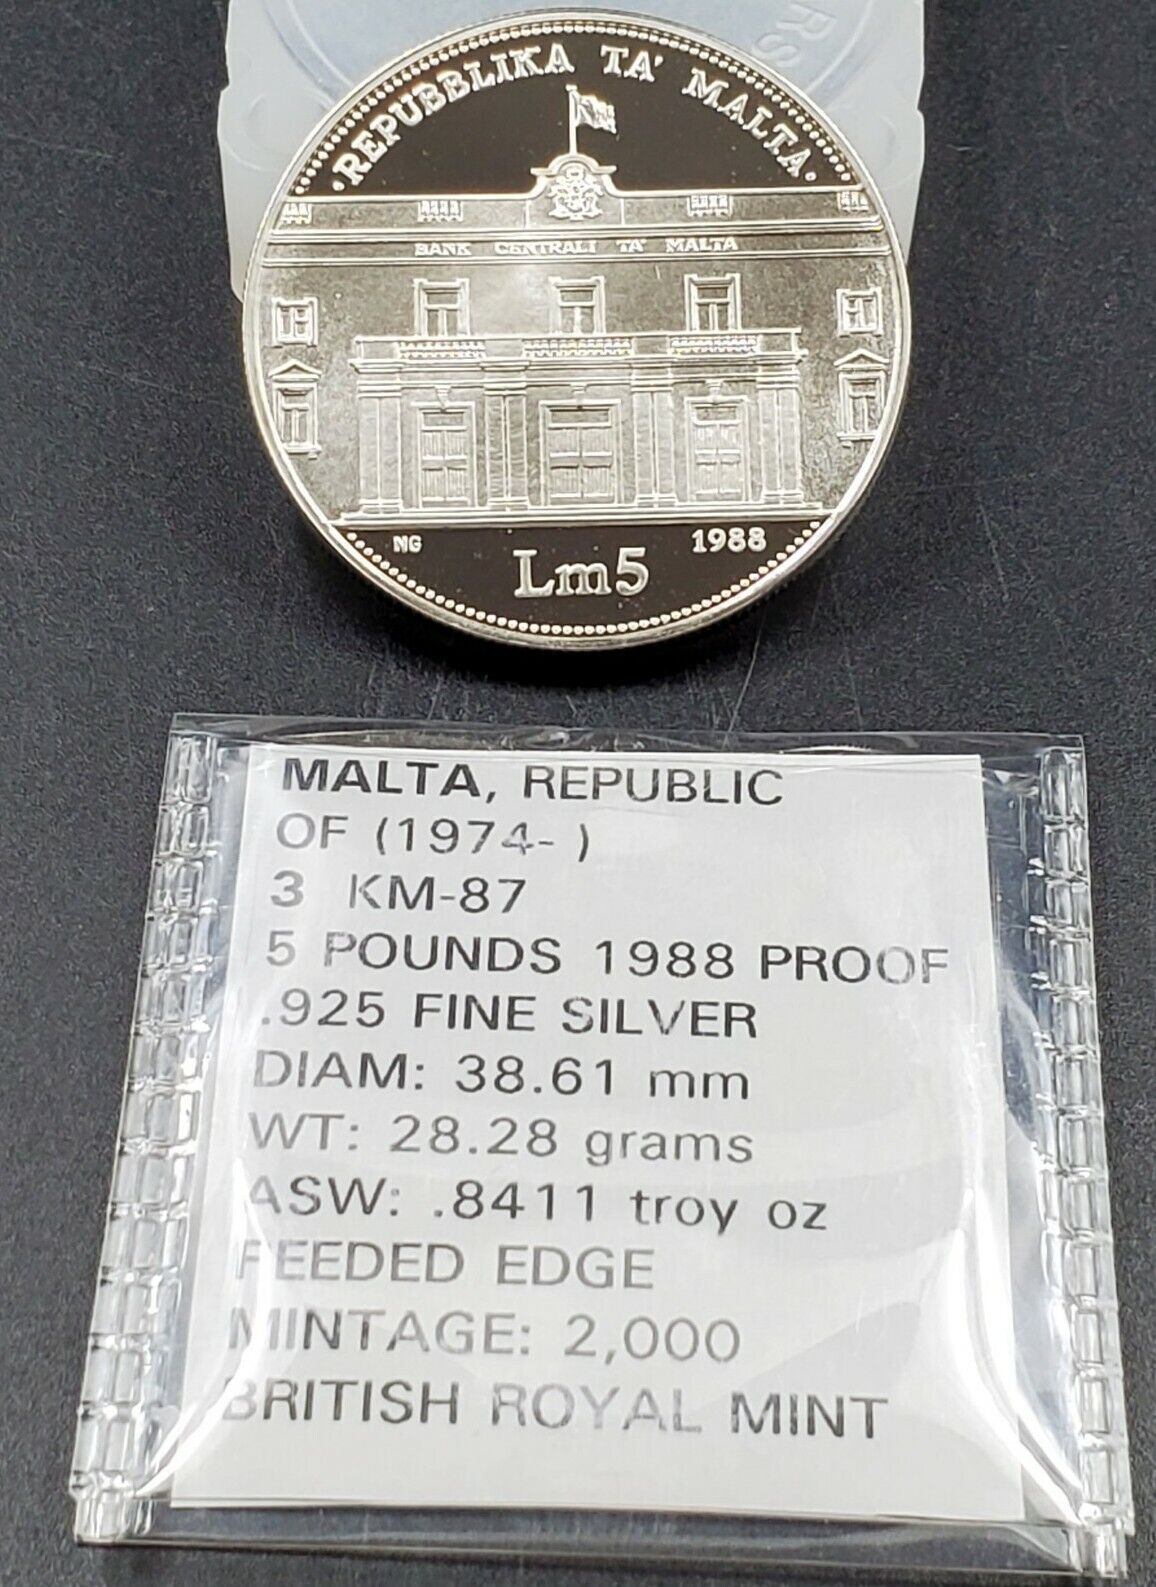 RS
·REPUBBLIKA TA' MALTA·
BANK CENTRALI TA' MALTA
NG
1988
Lm5
MALTA, REPUBLIC
OF (1974- )
3 KM-87
5 POUNDS 1988 PROOF
.925 FINE SILVER
DIAM: 38.61 mm
WT: 28.28 grams
ASW: .8411 troy oz
REEDED EDGE
MINTAGE: 2,000
BRITISH ROYAL MINT